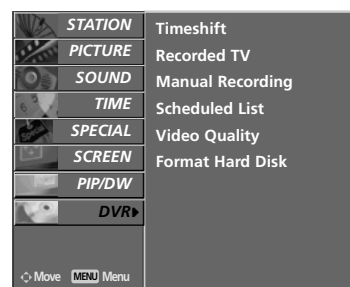 STATION
PICTURE
SOUND
TIME
SPECIAL
SCREEN
PIP/DW
DVR
Move MENU Menu
Timeshift
Recorded TV
Manual Recording
Scheduled List
Video Quality
Format Hard Disk